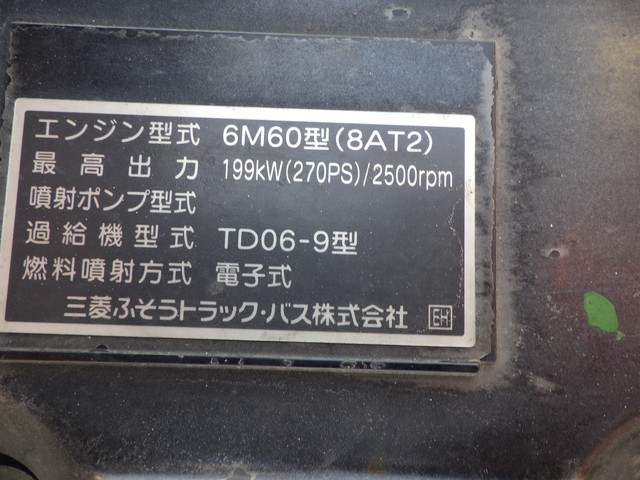 エンジン型式 6M60型(8AT2)
最高出力 199kW(270PS)/2500rpm
噴射ポンプ型式
過給機型式 TD06-9型
燃料噴射方式 電子式
三菱ふそうトラック・バス株式会社 EK